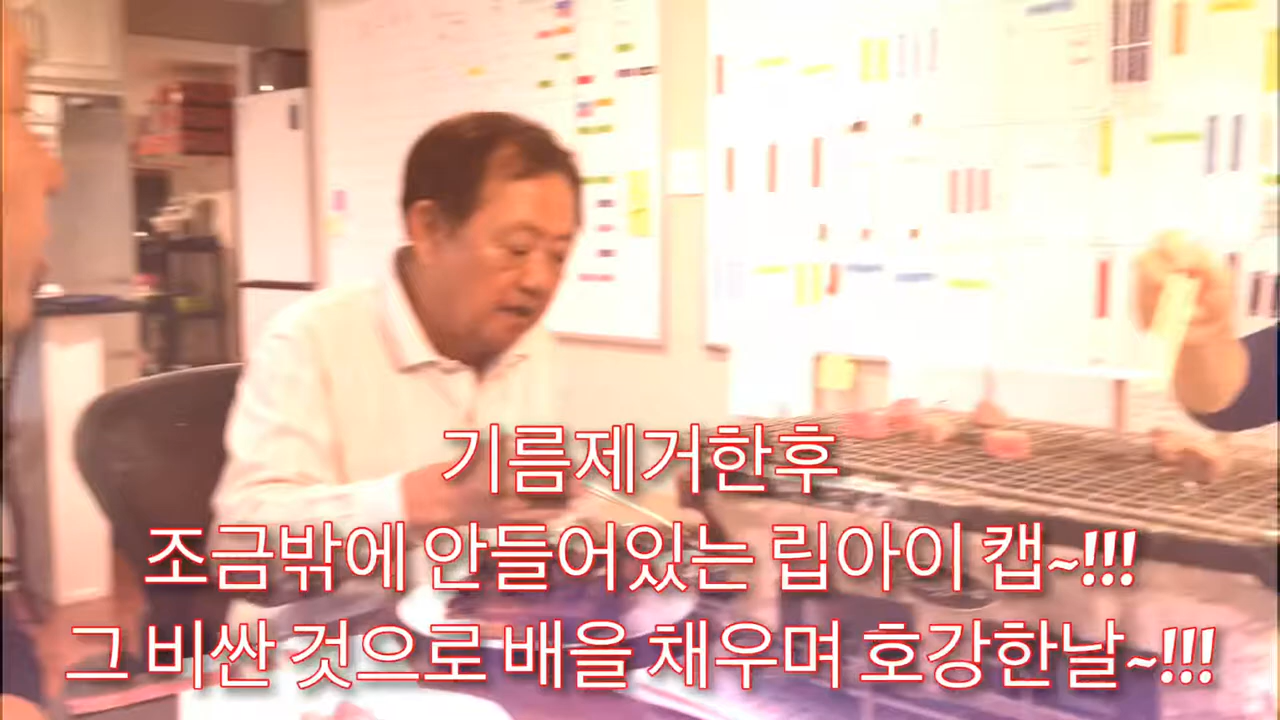 기름제거한후
조금밖에 안들어있는 립아이 캡~!!!
그 비싼 것으로 배을 채우며 호강한날~!!!